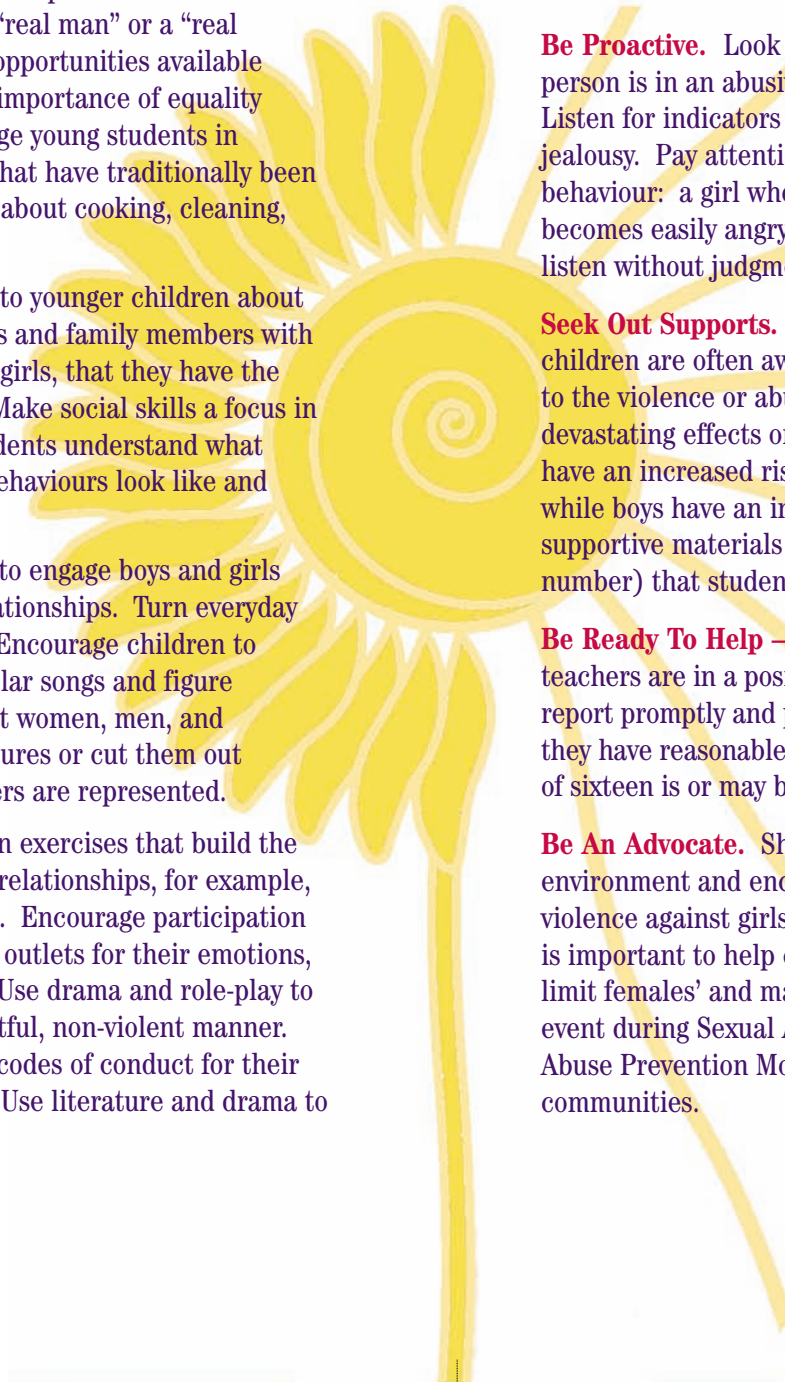 “real man” or a “real
opportunities available
importance of equality
ge young students in
hat have traditionally been
about cooking, cleaning,
to younger children about
s and family members with
girls, that they have the
Make social skills a focus in
dents understand what
ehaviours look like and
to engage boys and girls
ationships. Turn everyday
Encourage children to
lar songs and figure
t women, men, and
ures or cut them out
ers are represented.
n exercises that build the
relationships, for example,
. Encourage participation
outlets for their emotions,
Use drama and role-play to
tful, non-violent manner.
codes of conduct for their
Use literature and drama to
Be Proactive. Look
person is in an abusi
Listen for indicators
jealousy. Pay attenti
behaviour: a girl who
becomes easily angry
listen without judgm
Seek Out Supports.
children are often aw
to the violence or abu
devastating effects o
have an increased ris
while boys have an in
supportive materials
number) that studen
Be Ready To Help –
teachers are in a posi
report promptly and p
they have reasonable
of sixteen is or may b
Be An Advocate. Sh
environment and enc
violence against girls
is important to help
limit females’ and ma
event during Sexual A
Abuse Prevention Mo
communities.